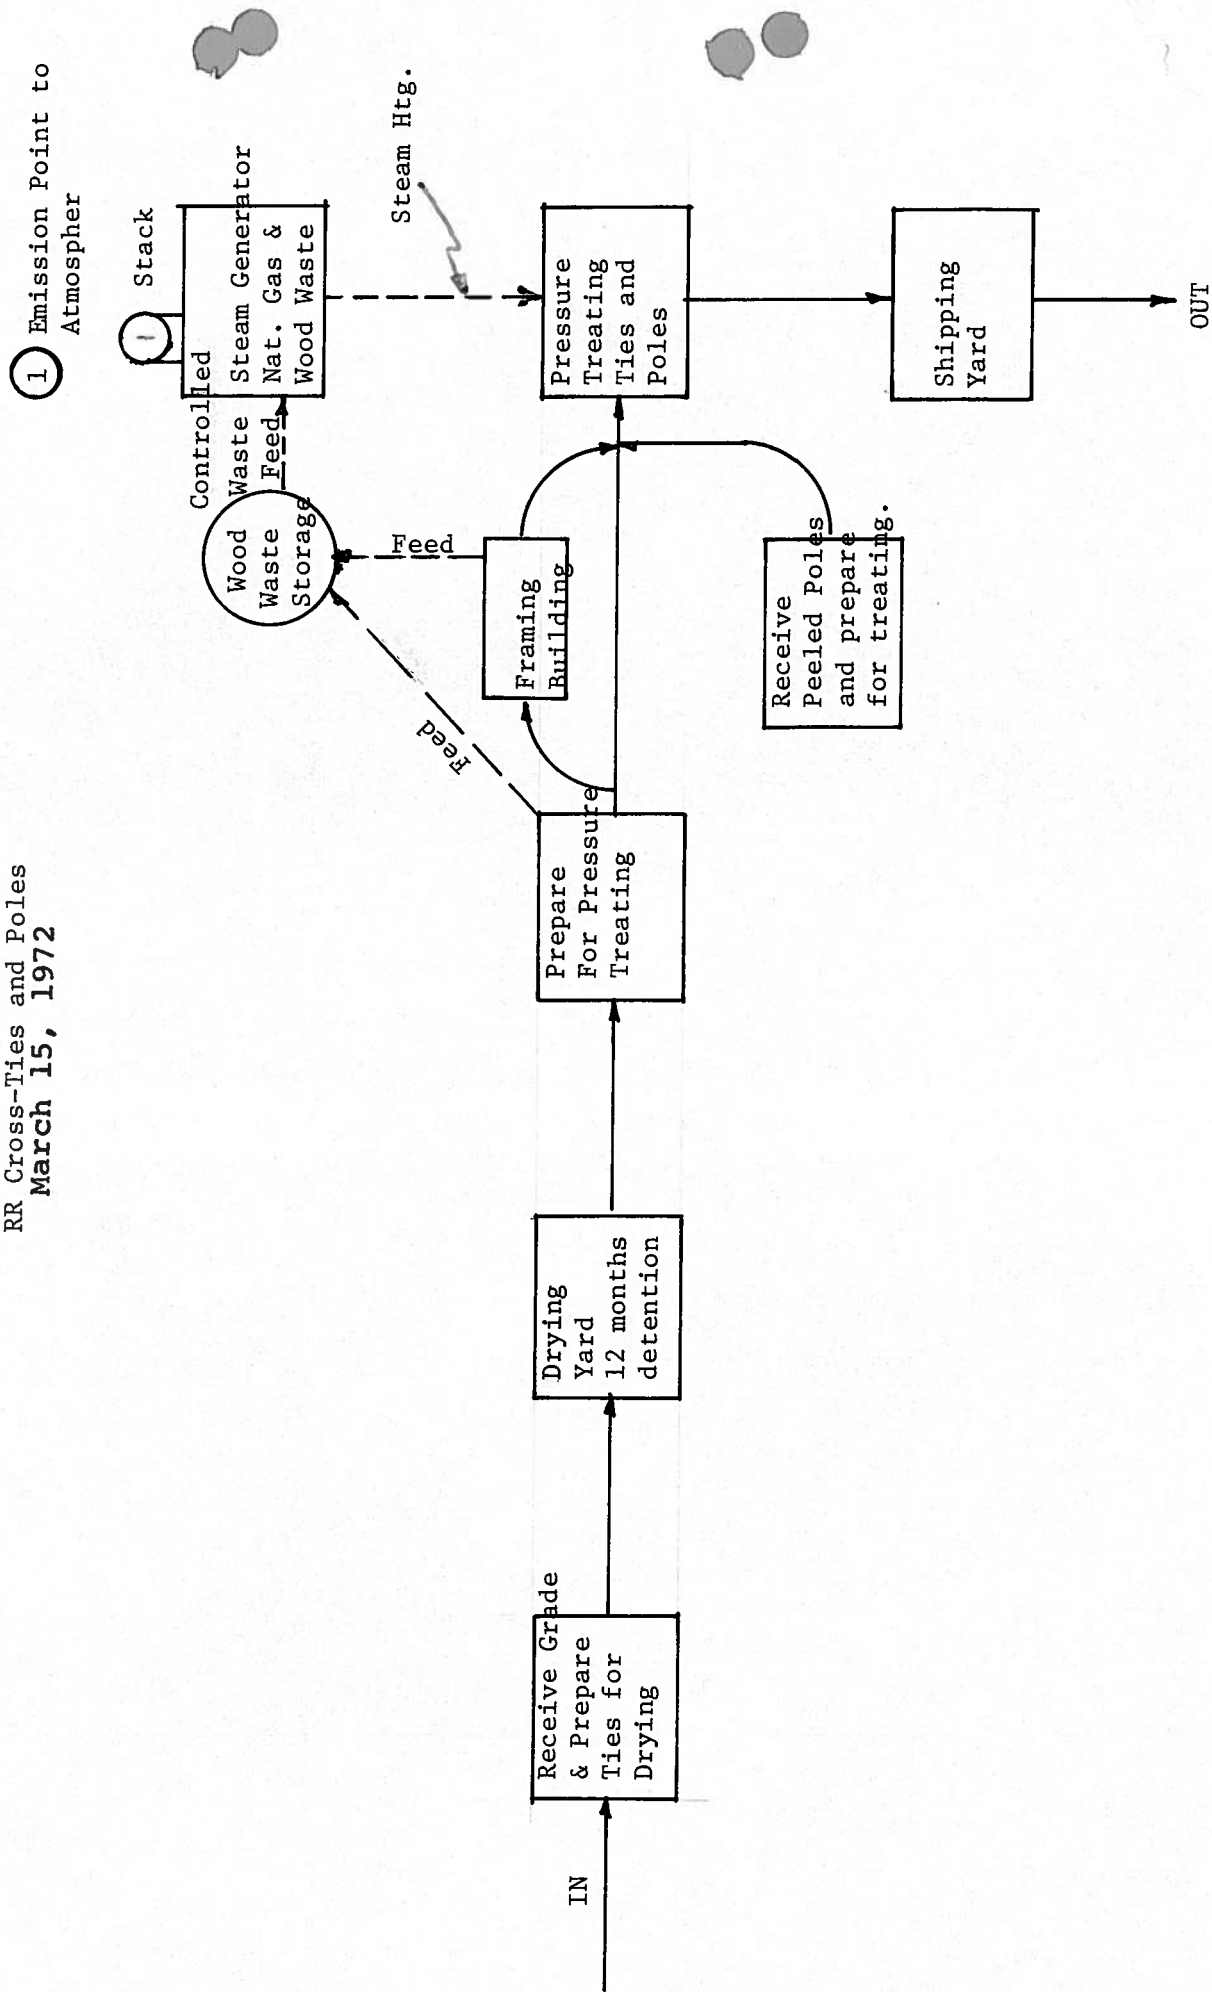 RR Cross-Ties and Poles
March 15, 1972
1 Emission Point to
Atmospher
1
Stack
Steam Generator
Nat. Gas &
Wood Waste
Controlled
Waste
Feed
Wood
Waste
Storage
Steam Htg.
Feed
Feed
Framing
Building
IN
Receive Grade
& Prepare
Ties for
Drying
Drying
Yard
12 months
detention
Prepare
For Pressure
Treating
Pressure
Treating
Ties and
Poles
Receive
Peeled Poles
and prepare
for treating.
Shipping
Yard
OUT